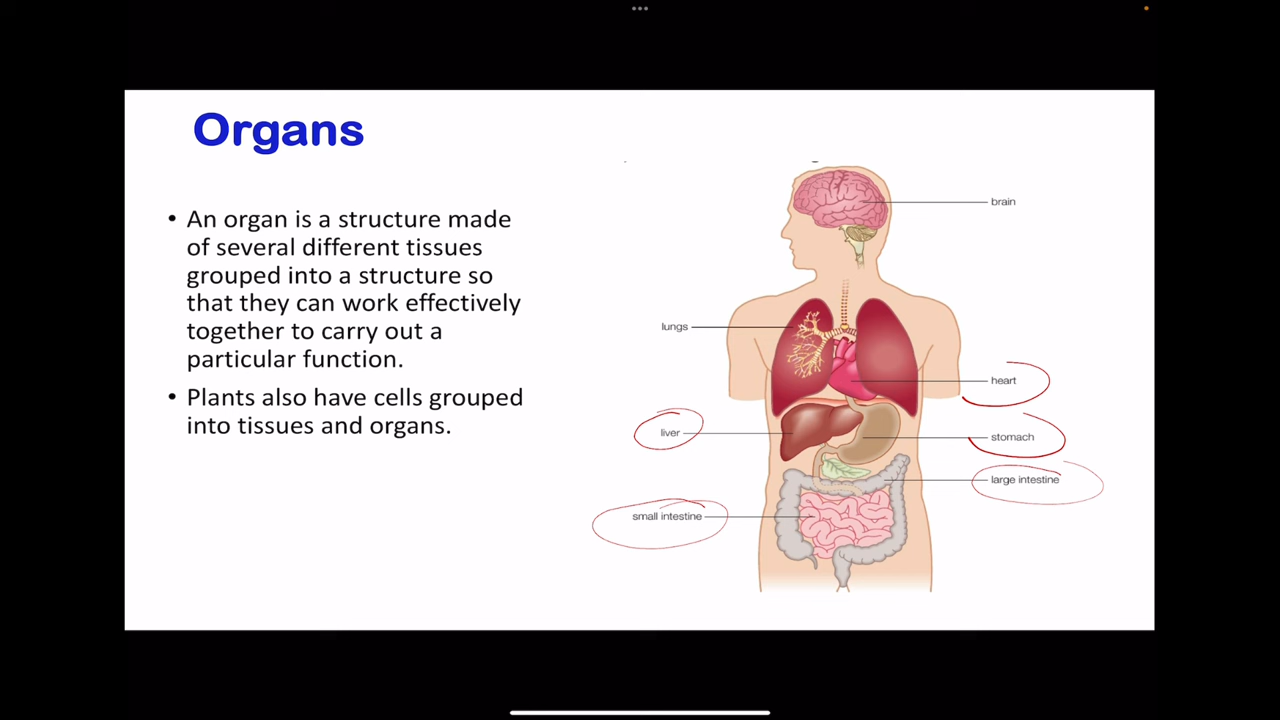 Organs
• An organ is a structure made
of several different tissues
grouped into a structure so
that they can work effectively
together to carry out a
particular function.
• Plants also have cells grouped
into tissues and organs.
brain
lungs
heart
liver
stomach
large intestine
small intestine